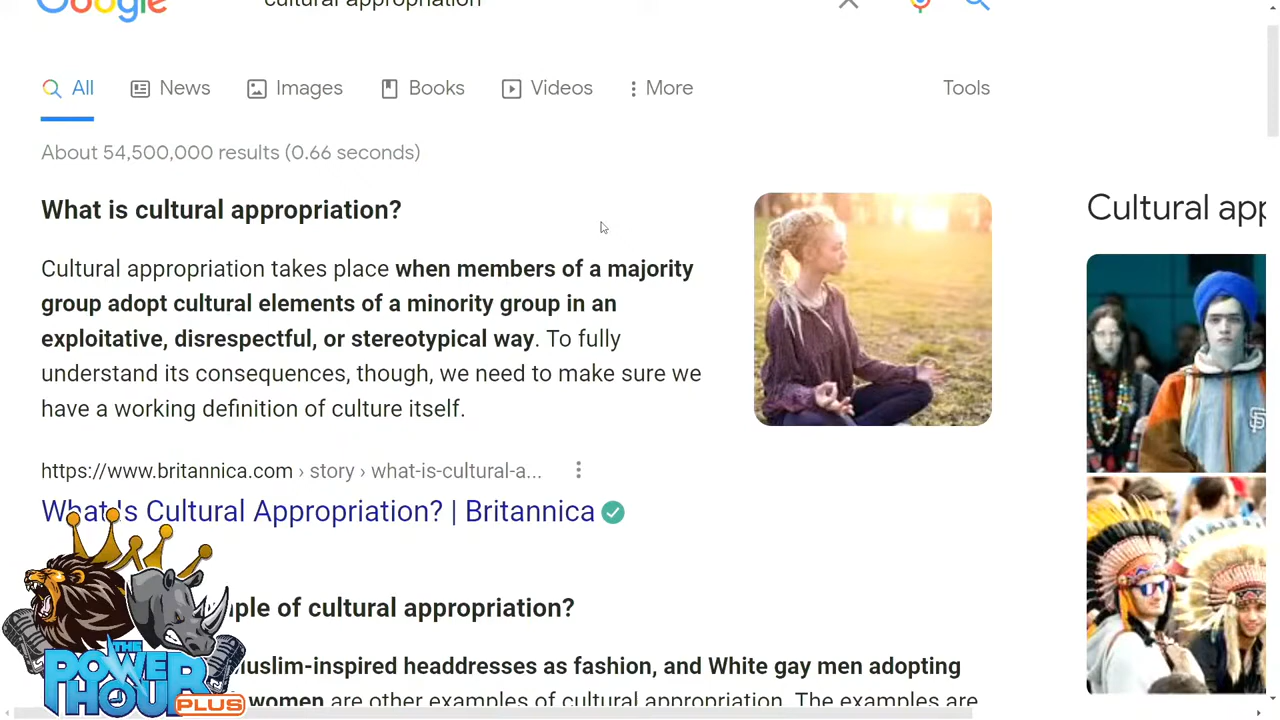 Google
cultural appropriation
All
News
Images
Books
Videos
More
Tools
About 54,500,000 results (0.66 seconds)
What is cultural appropriation?
Cultural appropriation takes place when members of a majority
group adopt cultural elements of a minority group in an
exploitative, disrespectful, or stereotypical way. To fully
understand its consequences, though, we need to make sure we
have a working definition of culture itself.
https://www.britannica.com › story › what-is-cultural-a...
What Is Cultural Appropriation? | Britannica
of cultural appropriation?
headdresses as fashion, and White gay men adopting
women are other examples of cultural appropriation. The examples are
Cultural
THE
POWER
HOUR
PLUS